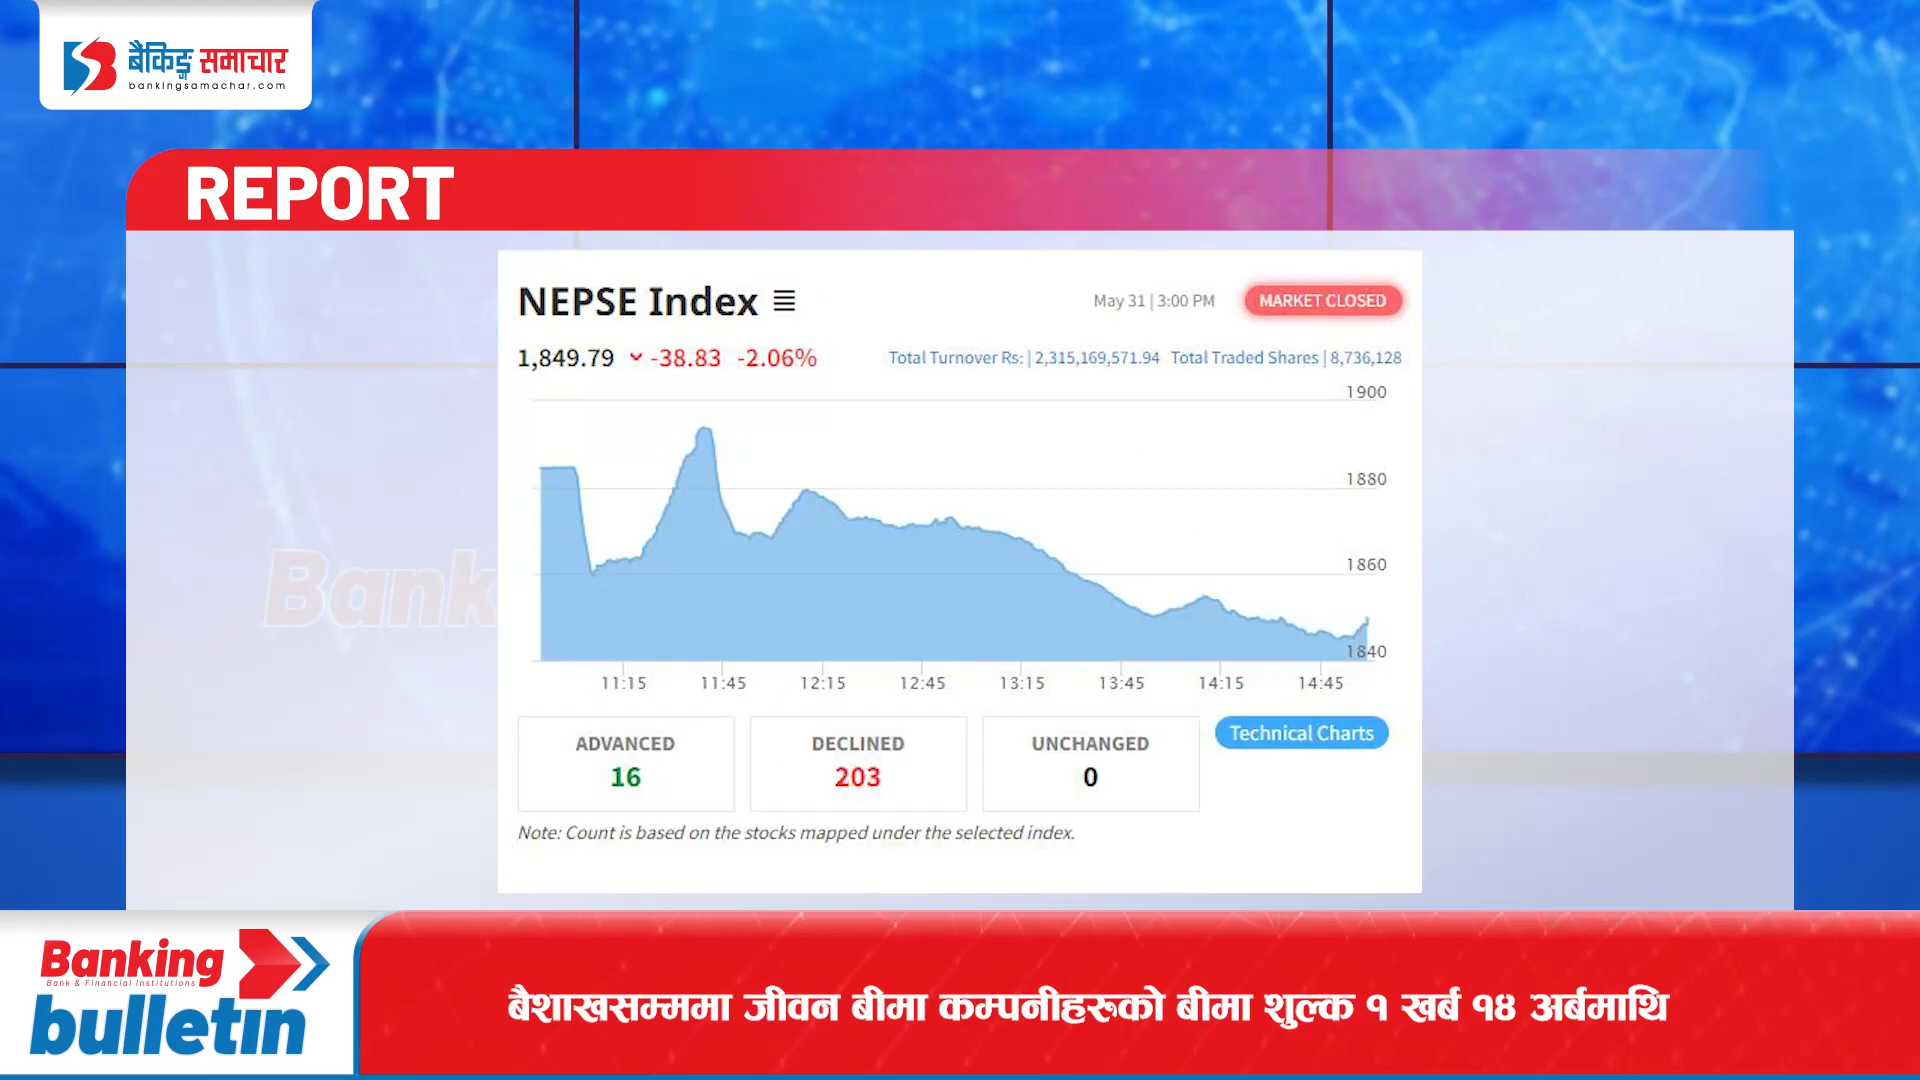 बैंकिङ्ग समाचार
bankingsamachar.com
REPORT
NEPSE Index
May 31 | 3:00 PM
MARKET CLOSED
1,849.79 -38.83 -2.06%
Total Turnover Rs: | 2,315,169,571.94 Total Traded Shares | 8,736,128
1900
1880
1860
1840
11:15 11:45 12:15 12:45 13:15 13:45 14:15 14:45
ADVANCED
16
DECLINED
203
UNCHANGED
0
Technical Charts
Note: Count is based on the stocks mapped under the selected index.
Bank
Banking
Bank & Financial Institutions
bulletin
बैशाखसम्ममा जीवन बीमा कम्पनीहरुको बीमा शुल्क १ खर्ब १४ अर्बमाथि